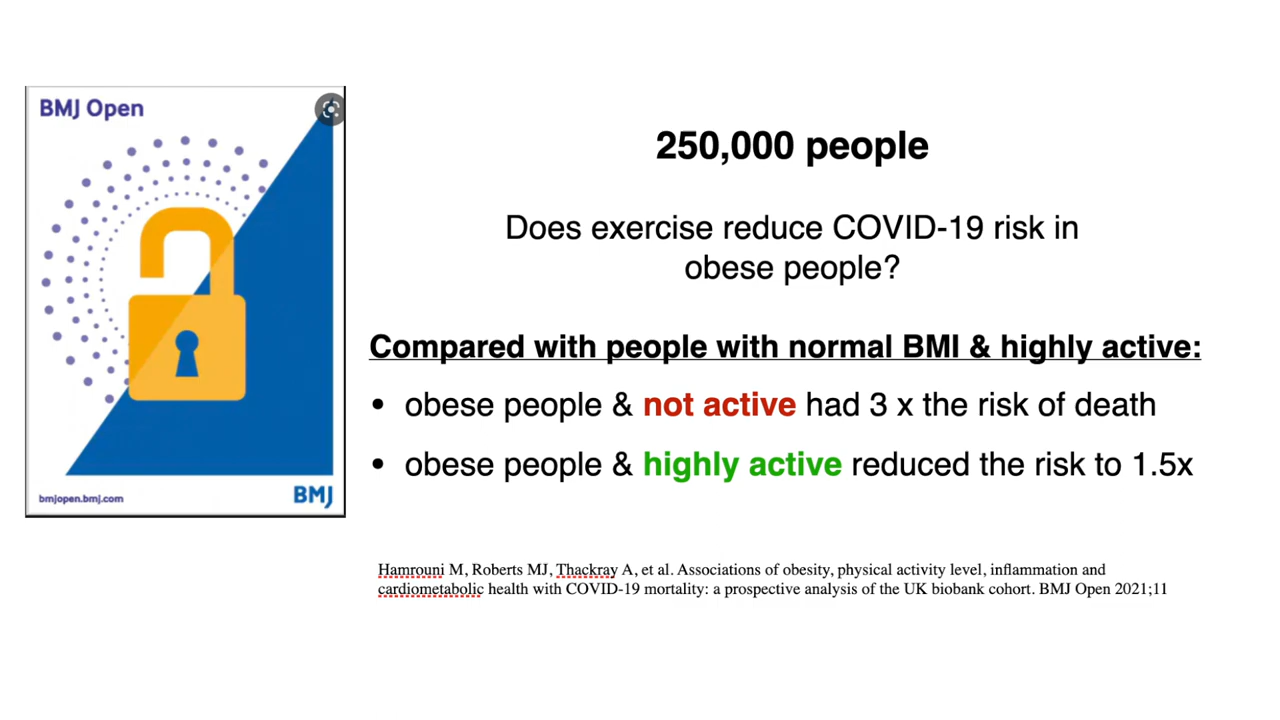 BMJ Open
bmjopen.bmj.com
BMJ
250,000 people
Does exercise reduce COVID-19 risk in
obese people?
Compared with people with normal BMI & highly active:
• obese people & not active had 3 x the risk of death
• obese people & highly active reduced the risk to 1.5x
Hamrouni M, Roberts MJ, Thackray A, et al. Associations of obesity, physical activity level, inflammation and
cardiometabolic health with COVID-19 mortality: a prospective analysis of the UK biobank cohort. BMJ Open 2021;11